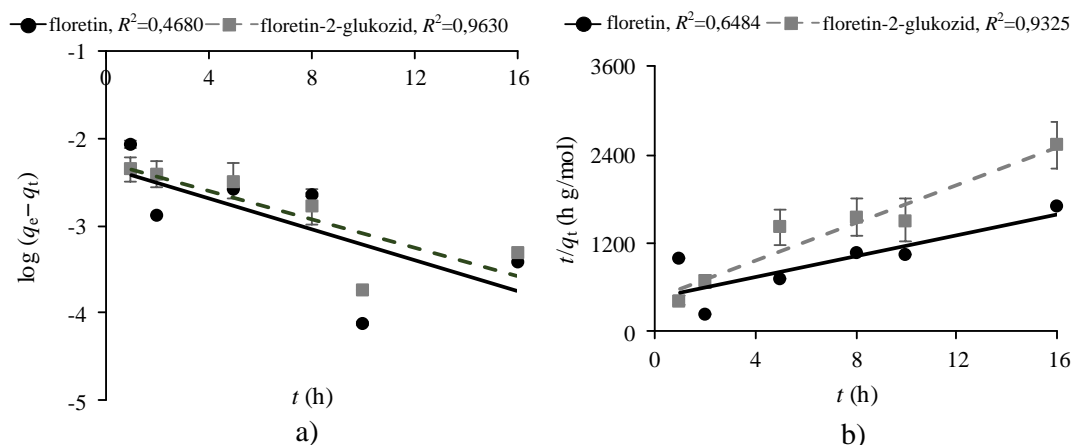 floretin, R²=0,4680 floretin-2-glukozid, R²=0,9630
-1
0 4 8 12 16
-2
-3
-4
-5
log (qₑ− qₜ)
t (h)
a)
floretin, R²=0,6484 floretin-2-glukozid, R²=0,9325
3600
2400
1200
0
t/qₜ (h g/mol)
0 4 8 12 16
t (h)
b)